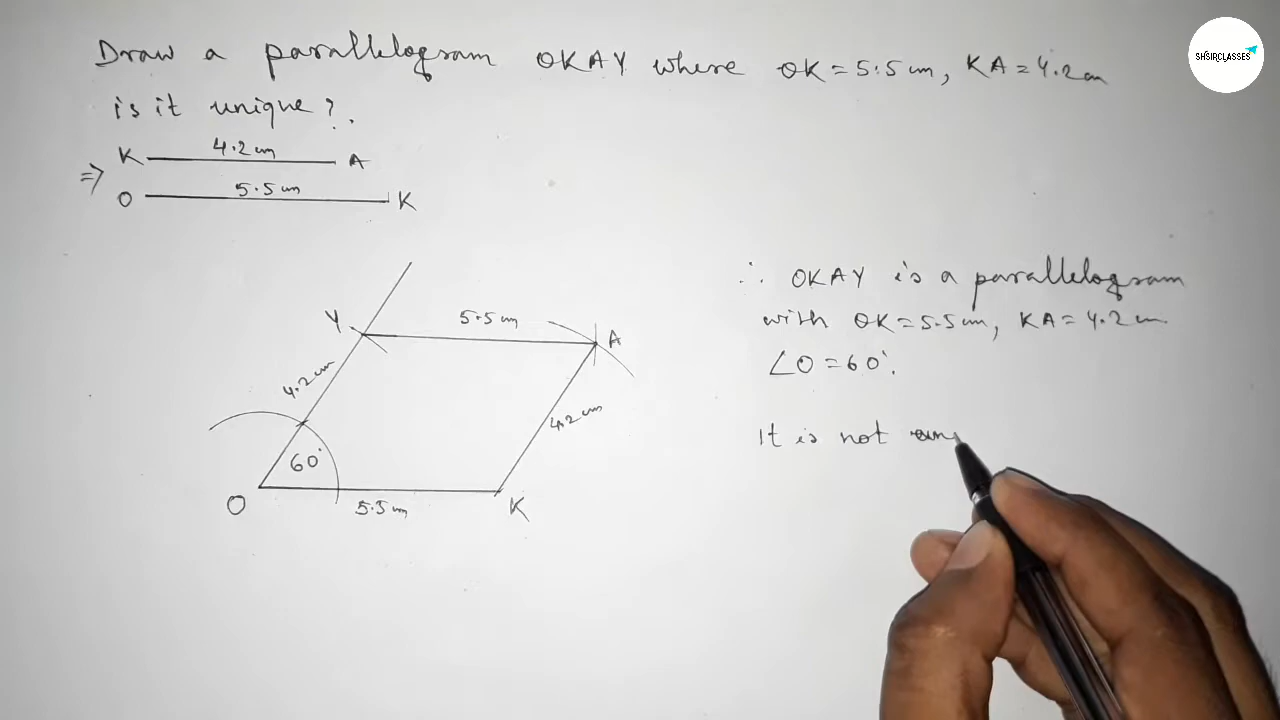 Draw a parallelogram OKAY where OK = 5.5 cm, KA = 4.2 cm
is it unique?
K 4.2 cm A
⇒
O 5.5 cm K
Y 5.5 cm A
4.2 cm
4.2 cm
60°
O 5.5 cm K
∴ OKAY is a parallelogram
with OK = 5.5 cm, KA = 4.2 cm
∠O = 60°.
It is not
SHSIRCLASSES